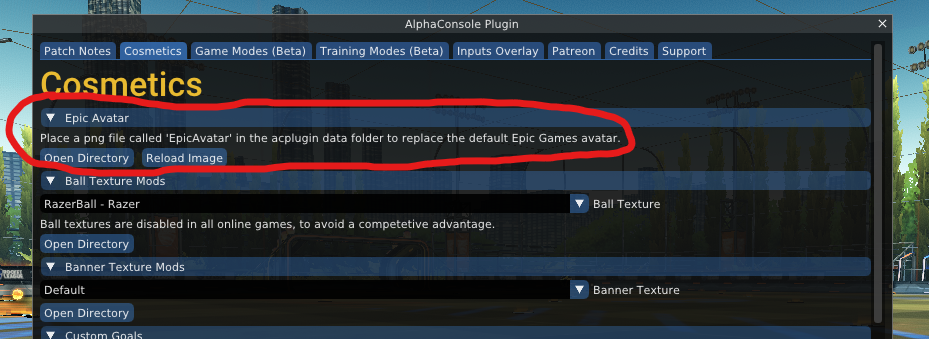 AlphaConsole Plugin
Patch Notes Cosmetics Game Modes (Beta) Training Modes (Beta) Inputs Overlay Patreon Credits Support
Cosmetics
Epic Avatar
Place a png file called 'EpicAvatar' in the acplugin data folder to replace the default Epic Games avatar.
Open Directory Reload Image
Ball Texture Mods
RazerBall - Razer Ball Texture
Ball textures are disabled in all online games, to avoid a competetive advantage.
Open Directory
Banner Texture Mods
Default Banner Texture
Open Directory
Custom Goals